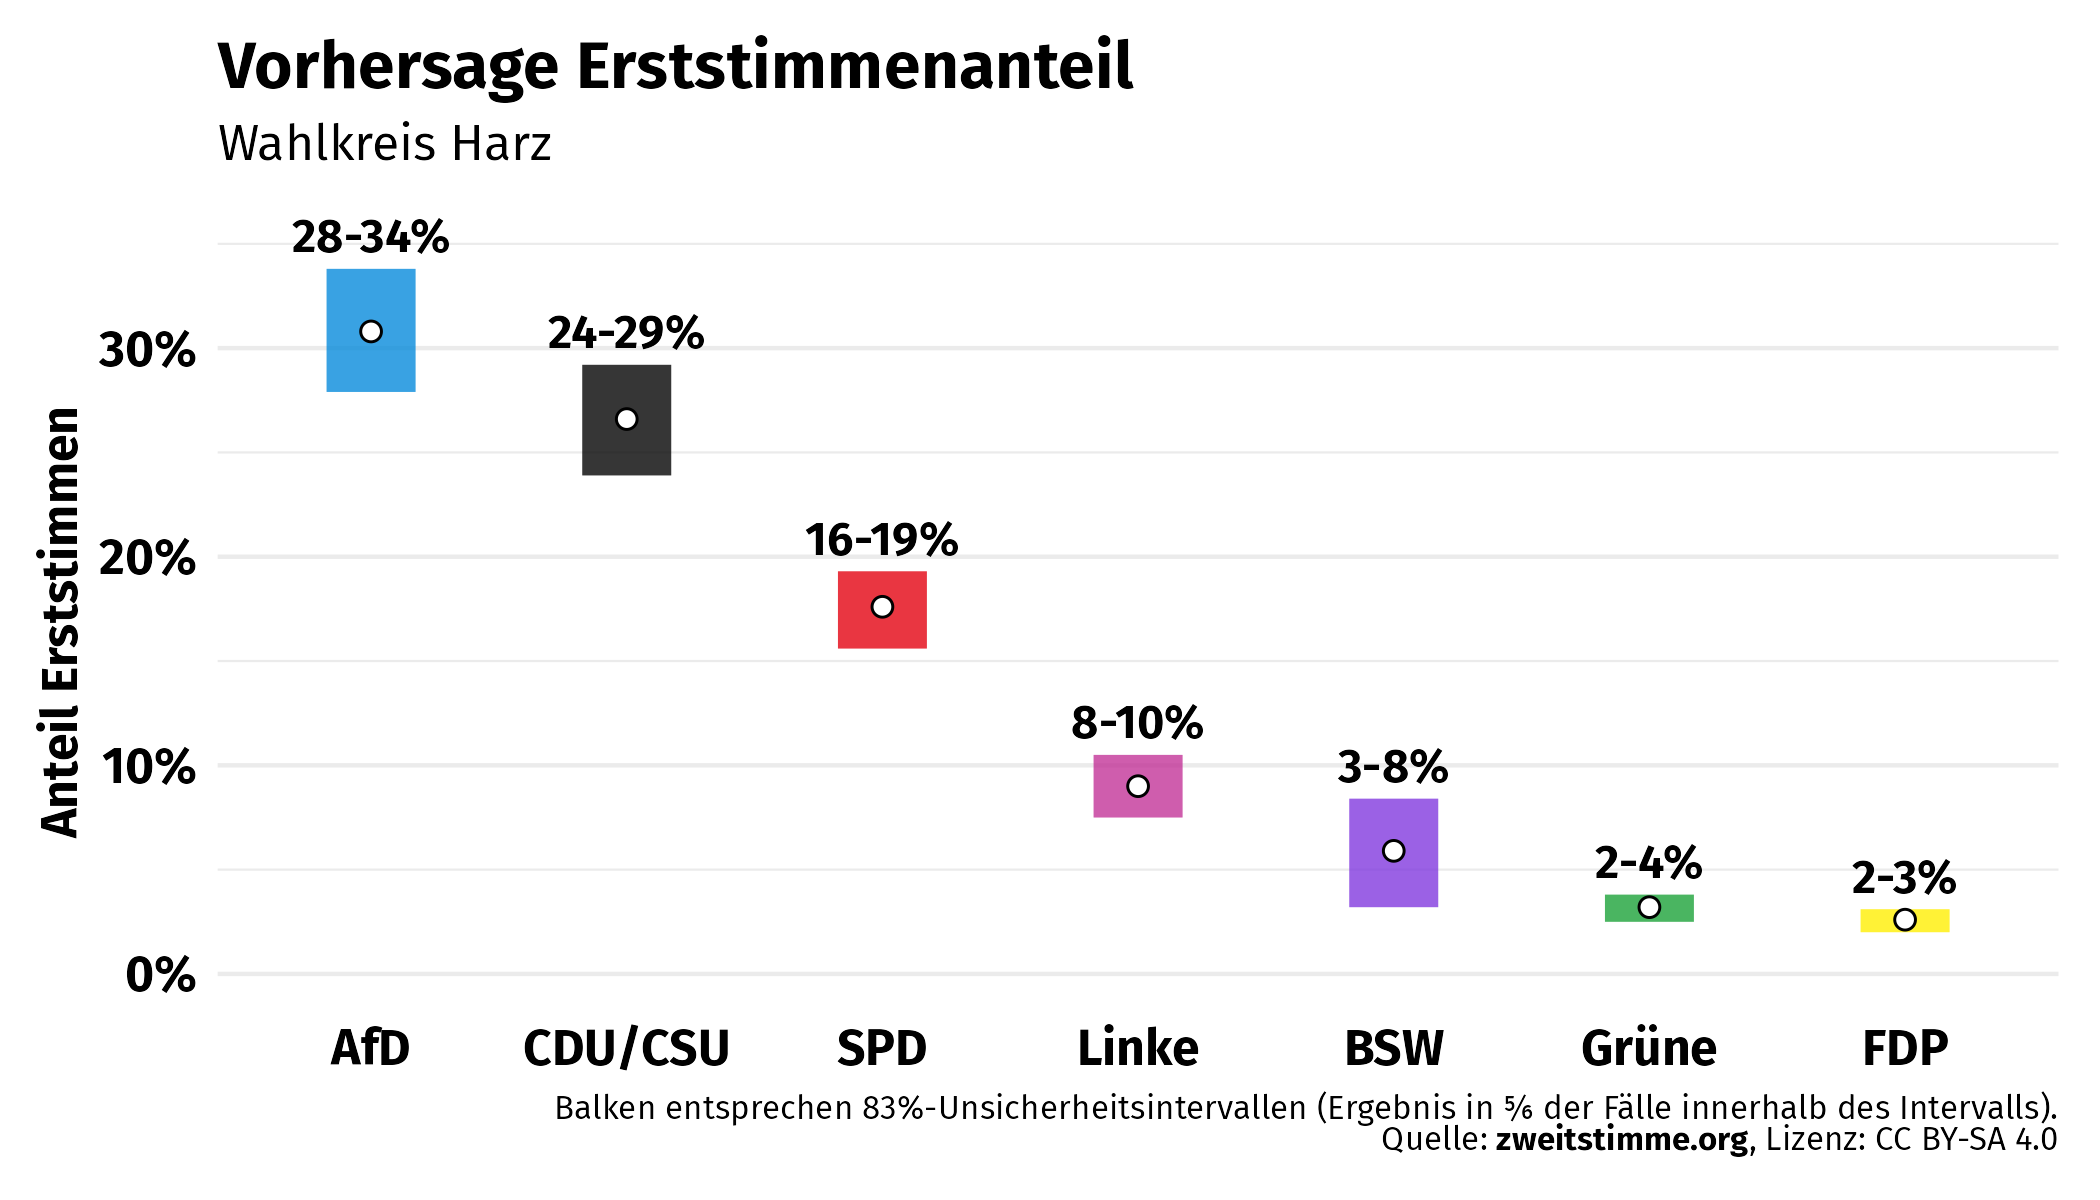 Vorhersage Erststimmenanteil
Wahlkreis Harz
Anteil Erststimmen
30%
20%
10%
0%
28-34%
24-29%
16-19%
8-10%
3-8%
2-4%
2-3%
AfD
CDU/CSU
SPD
Linke
BSW
Grüne
FDP
Balken entsprechen 83%-Unsicherheitsintervallen (Ergebnis in ⅚ der Fälle innerhalb des Intervalls).
Quelle: zweitstimme.org, Lizenz: CC BY-SA 4.0